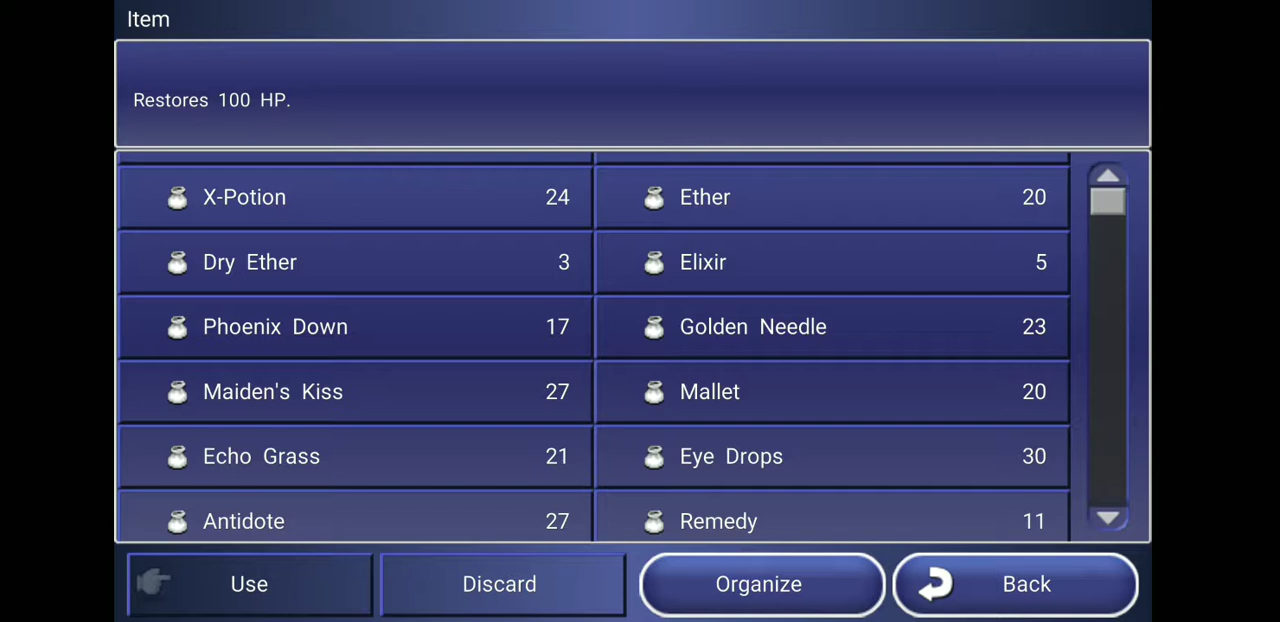 Item
Restores 100 HP.
X-Potion 24 Ether 20
Dry Ether 3 Elixir 5
Phoenix Down 17 Golden Needle 23
Maiden's Kiss 27 Mallet 20
Echo Grass 21 Eye Drops 30
Antidote 27 Remedy 11
Use Discard Organize Back